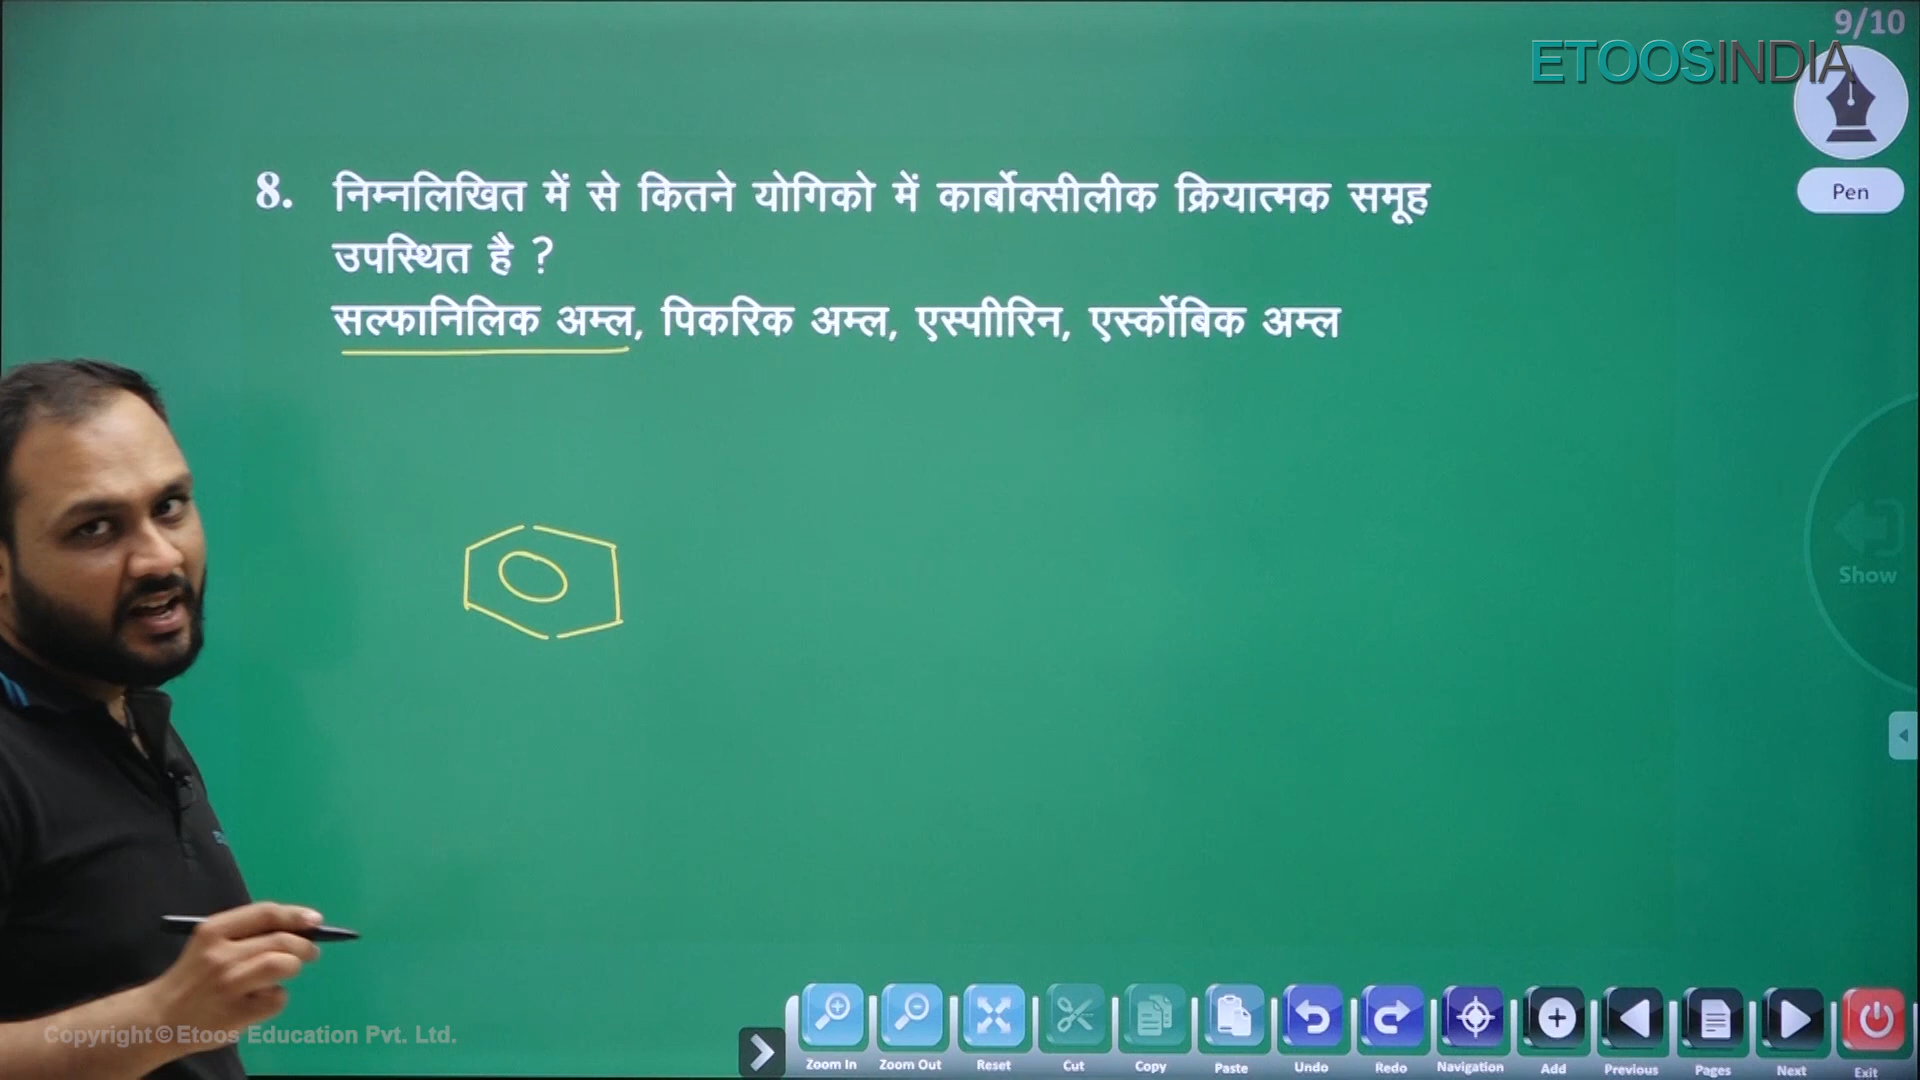 9/10
ETOOSINDIA
Pen
8. निम्नलिखित में से कितने योगिको में कार्बोक्सीलीक क्रियात्मक समूह
उपस्थित है ?
सल्फानिलिक अम्ल, पिकरिक अम्ल, एस्पाीरिन, एर्स्कोबिक अम्ल
Show
Copyright © Etoos Education Pvt. Ltd.
Zoom In Zoom Out Reset Cut Copy Paste Undo Redo Navigation Add Previous Pages Next Exit